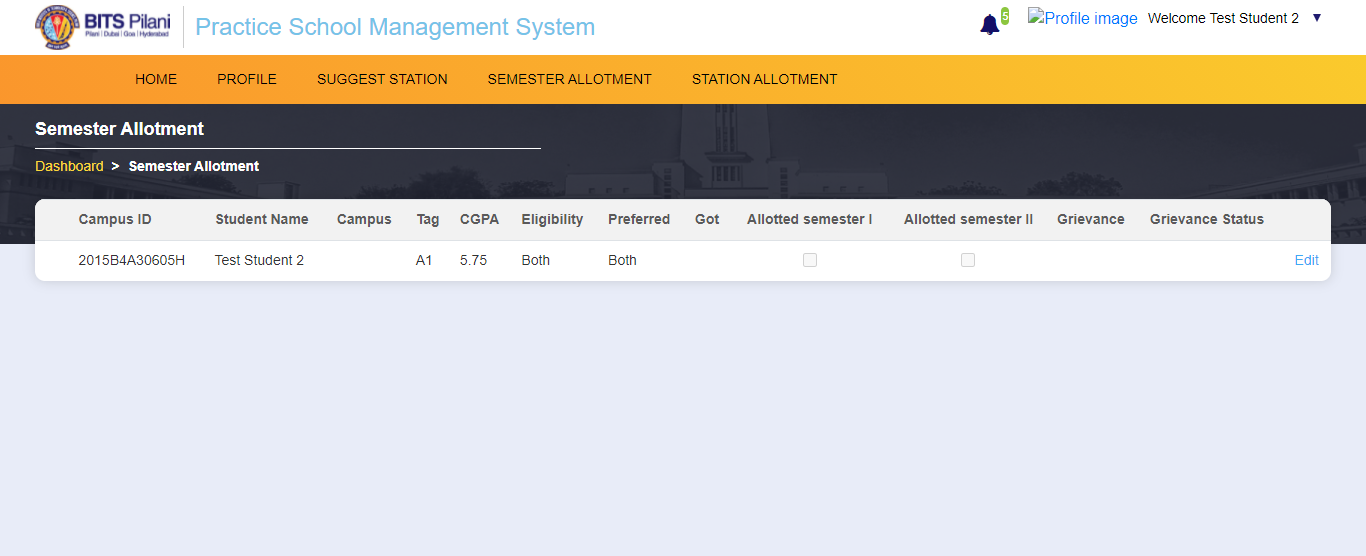 BITS Pilani
Pilani | Dubai | Goa | Hyderabad
Practice School Management System
5
Profile image
Welcome Test Student 2
HOME PROFILE SUGGEST STATION SEMESTER ALLOTMENT STATION ALLOTMENT
Semester Allotment
Dashboard > Semester Allotment
Campus ID Student Name Campus Tag CGPA Eligibility Preferred Got Allotted semester I Allotted semester II Grievance Grievance Status
2015B4A30605H Test Student 2 A1 5.75 Both Both Edit